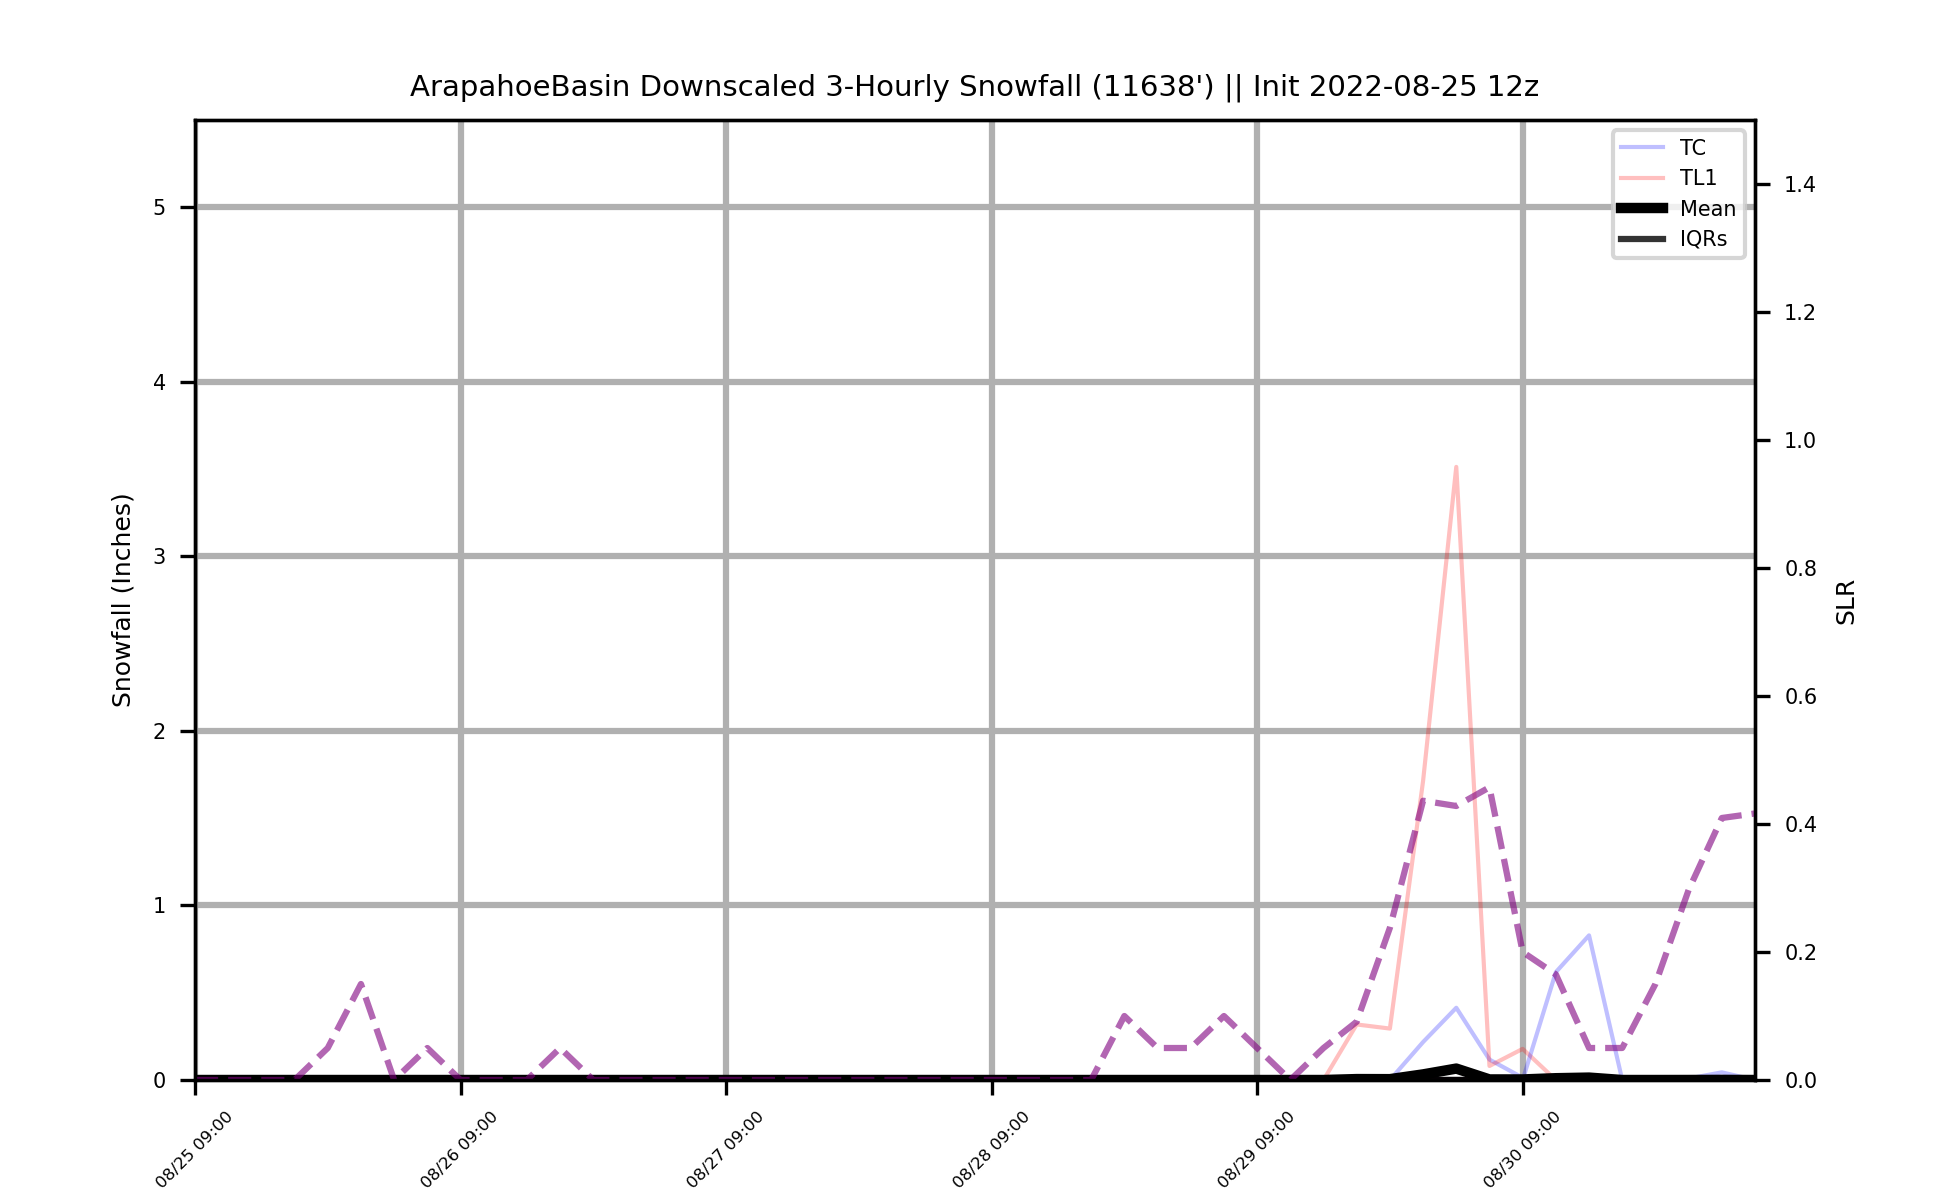 ArapahoeBasin Downscaled 3-Hourly Snowfall (11638') || Init 2022-08-25 12z
TC
TL1
Mean
IQRs
Snowfall (Inches)
5
4
3
2
1
0
1.4
1.2
1.0
0.8
0.6
0.4
0.2
0.0
SLR
08/25 09:00
08/26 09:00
08/27 09:00
08/28 09:00
08/29 09:00
08/30 09:00